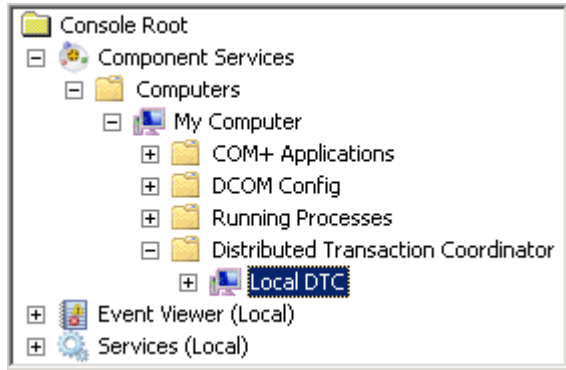 Console Root
Component Services
Computers
My Computer
COM+ Applications
DCOM Config
Running Processes
Distributed Transaction Coordinator
Local DTC
Event Viewer (Local)
Services (Local)